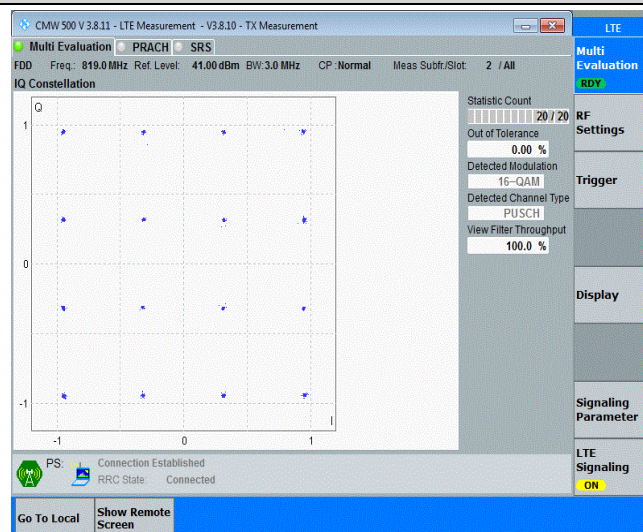 CMW 500 V 3.8.11 - LTE Measurement - V3.8.10 - TX Measurement
LTE
Multi Evaluation PRACH SRS
Multi
Evaluation
RDY
FDD Freq.: 819.0 MHz Ref. Level: 41.00 dBm BW: 3.0 MHz CP : Normal Meas Subfr./Slot: 2 / All
IQ Constellation
Q
1
0
-1
-1 0 1
I
Statistic Count
20 / 20
Out of Tolerance
0.00 %
Detected Modulation
16-QAM
Detected Channel Type
PUSCH
View Filter Throughput
100.0 %
RF
Settings
Trigger
Display
Signaling
Parameter
LTE
Signaling
ON
PS: Connection Established
RRC State: Connected
Go To Local
Show Remote
Screen